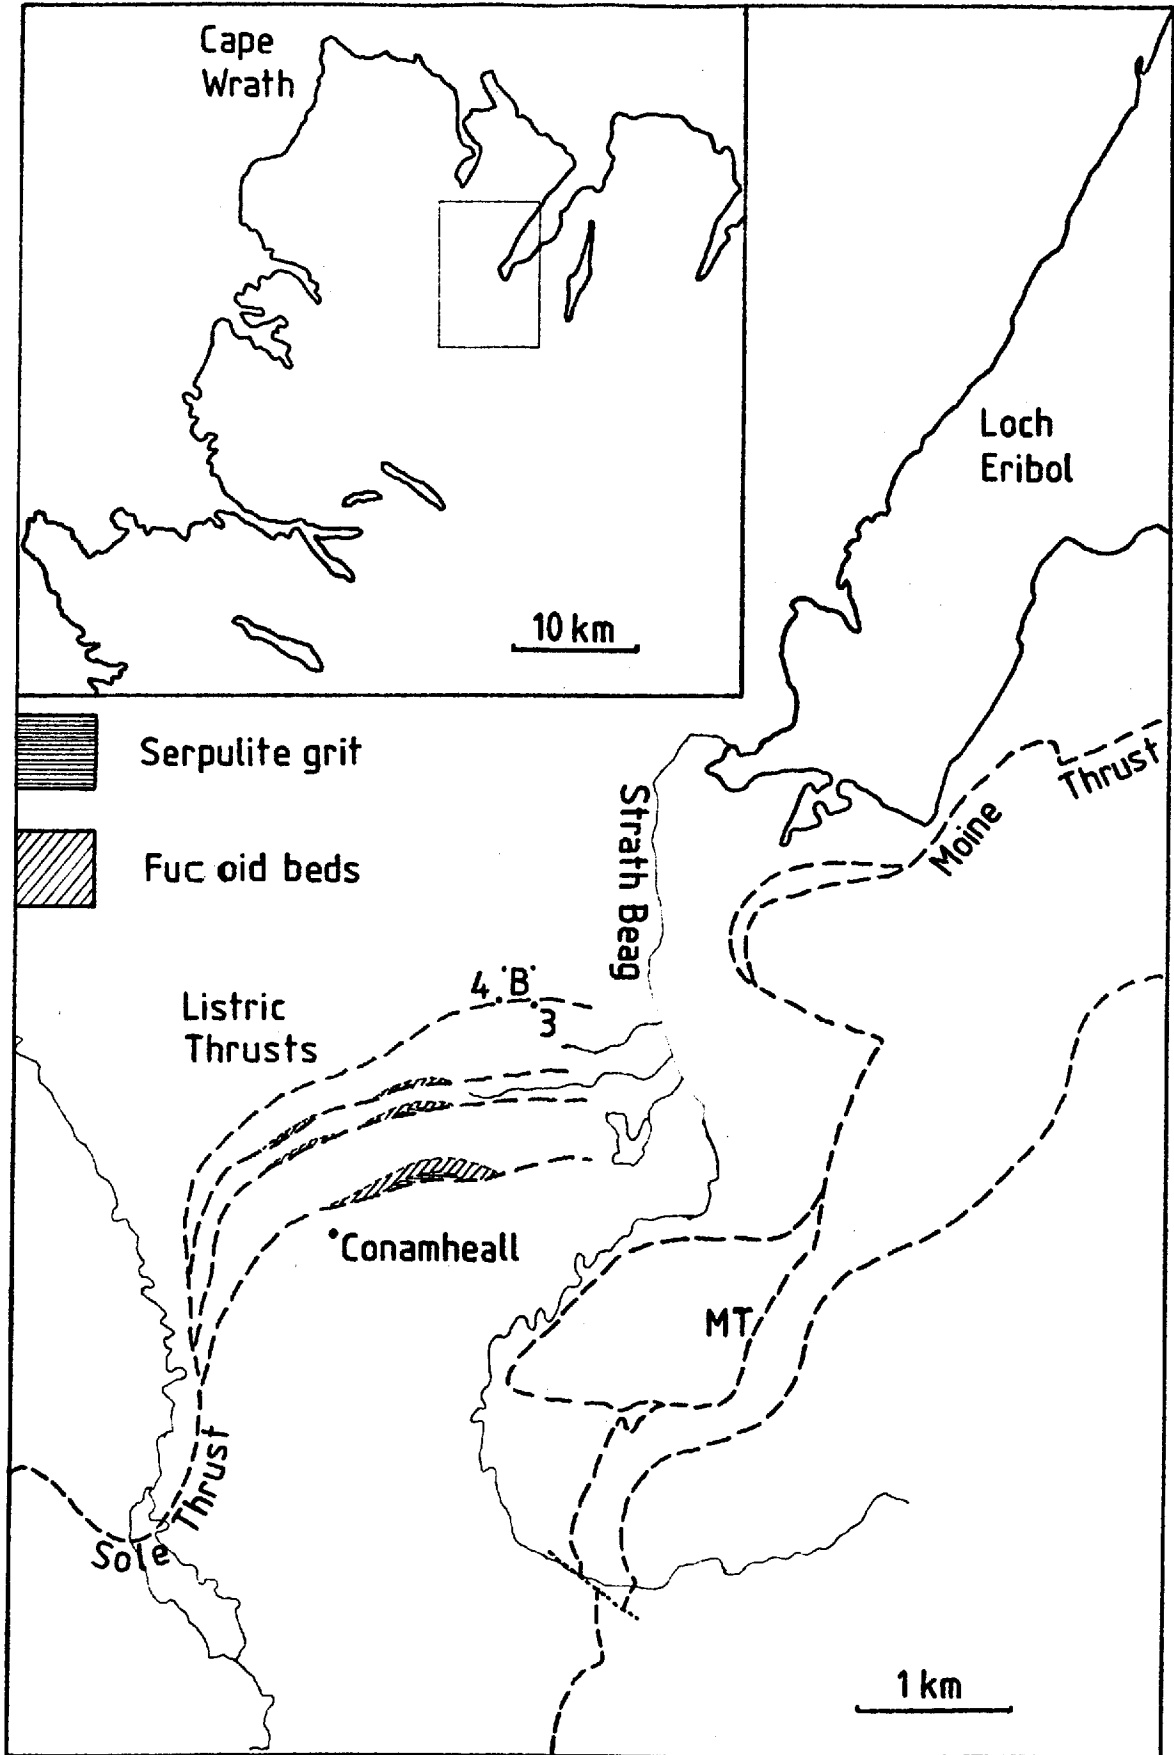 Cape
Wrath
10 km
Loch
Eribol
Serpulite grit
Fuc oid beds
Strath Beag
Moine
Thrust
4 'B'
3
Listric
Thrusts
Conamheall
MT
Thrust
Sole
1 km